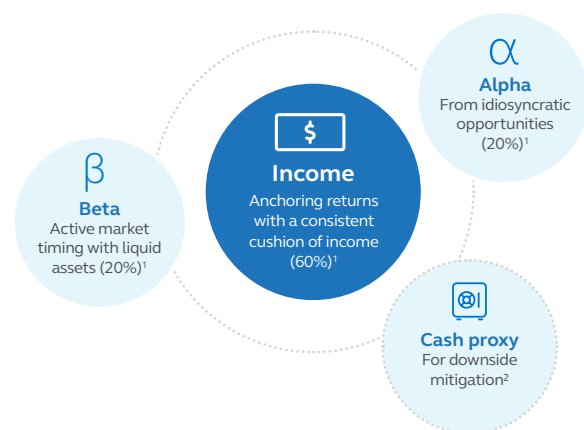 α
Alpha
From idiosyncratic
opportunities
(20%)¹
$
Income
Anchoring returns
with a consistent
cushion of income
(60%)¹
β
Beta
Active market
timing with liquid
assets (20%)¹
Cash proxy
For downside
mitigation²